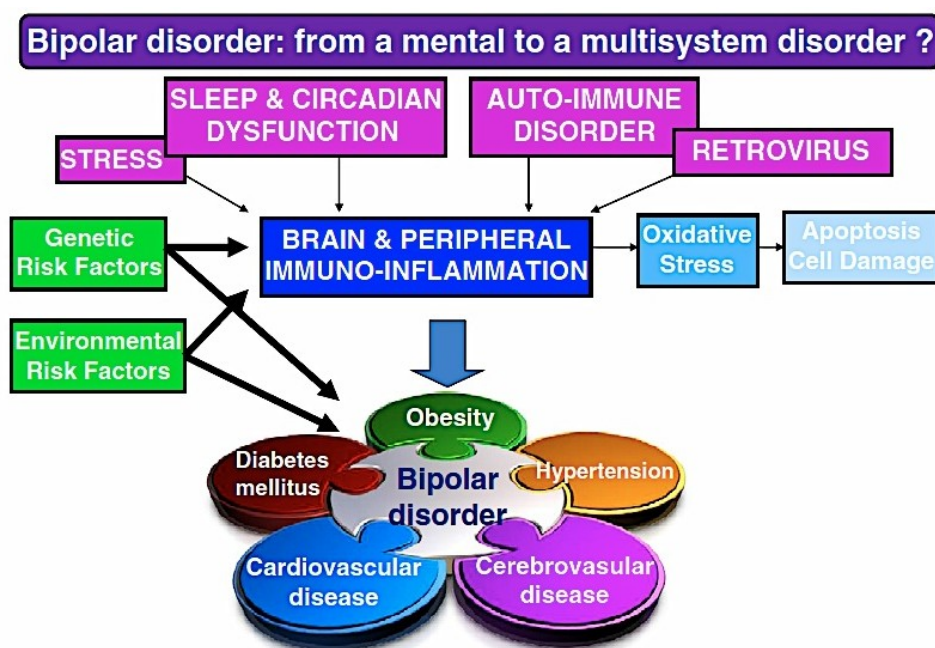 Bipolar disorder: from a mental to a multisystem disorder ?
SLEEP & CIRCADIAN
DYSFUNCTION
AUTO-IMMUNE
DISORDER
STRESS
RETROVIRUS
Genetic
Risk Factors
BRAIN & PERIPHERAL
IMMUNO-INFLAMMATION
Oxidative
Stress
Apoptosis
Cell Damage
Environmental
Risk Factors
Obesity
Diabetes
mellitus
Hypertension
Bipolar
disorder
Cardiovascular
disease
Cerebrovasular
disease